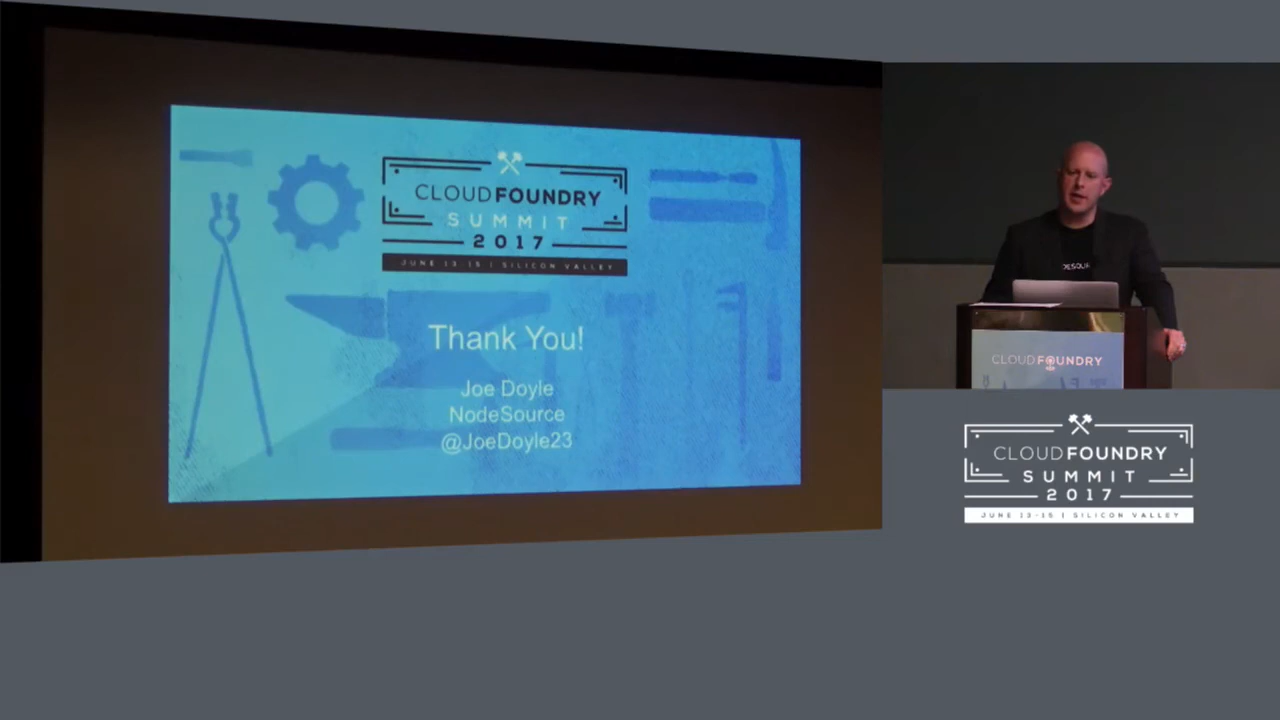 CLOUDFOUNDRY
SUMMIT
2017
JUNE 13-15 | SILICON VALLEY
Thank You!
Joe Doyle
NodeSource
@JoeDoyle23
DESOUR
CLOUDFOUNDRY
CLOUDFOUNDRY
SUMMIT
2017
JUNE 13-15 | SILICON VALLEY